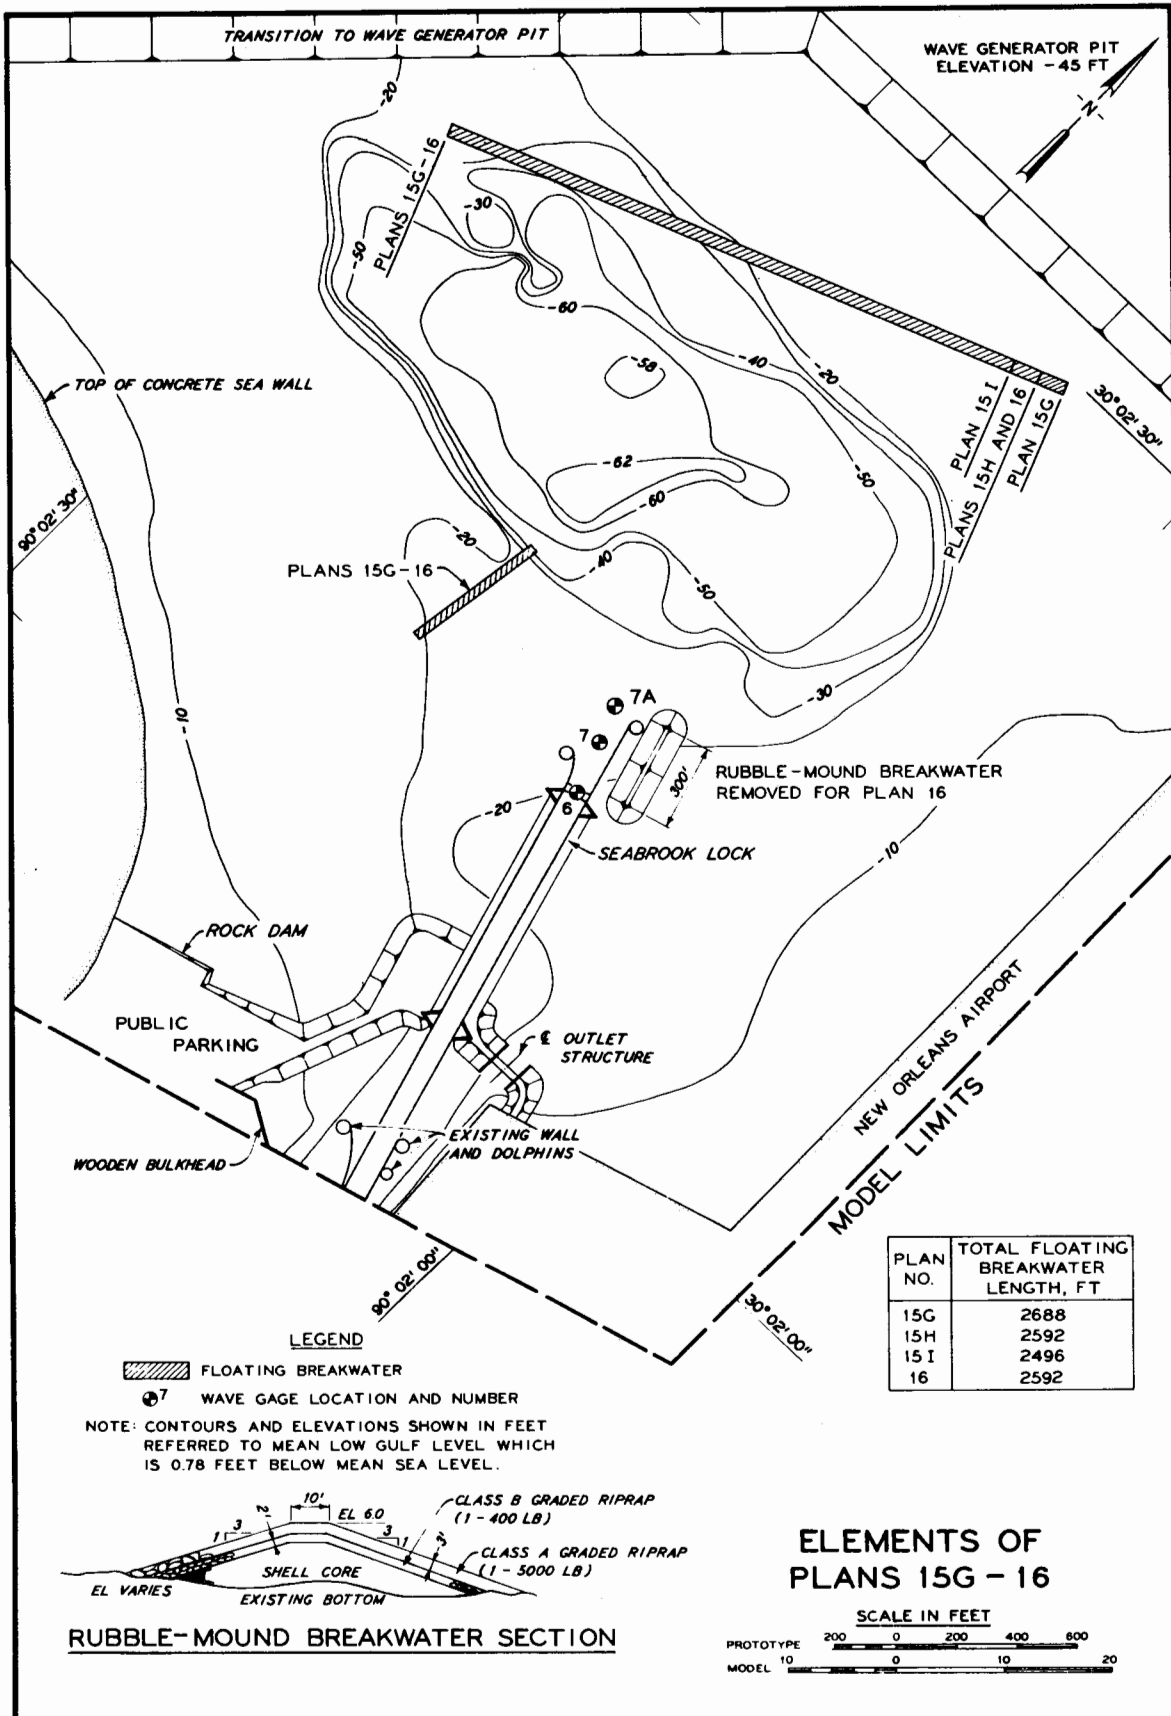 TRANSITION TO WAVE GENERATOR PIT
WAVE GENERATOR PIT
ELEVATION -45 FT
-N-
-20
PLANS 15G-16
-30
-50
-60
-58
-40
-20
TOP OF CONCRETE SEA WALL
PLAN 15 I
PLANS 15H AND 16
PLAN 15G
30° 02' 30"
-62
-60
-50
90° 02' 30"
-20
-40
-50
PLANS 15G-16
-30
-10
7A
7
6
300'
RUBBLE-MOUND BREAKWATER
REMOVED FOR PLAN 16
-20
SEABROOK LOCK
-10
ROCK DAM
PUBLIC
PARKING
℄ OUTLET
STRUCTURE
NEW ORLEANS AIRPORT
MODEL LIMITS
EXISTING WALL
AND DOLPHINS
WOODEN BULKHEAD
90° 02' 00"
30° 02' 00"
PLAN NO. TOTAL FLOATING BREAKWATER LENGTH, FT
15G 2688
15H 2592
15 I 2496
16 2592
LEGEND
FLOATING BREAKWATER
7 WAVE GAGE LOCATION AND NUMBER
NOTE: CONTOURS AND ELEVATIONS SHOWN IN FEET
REFERRED TO MEAN LOW GULF LEVEL WHICH
IS 0.78 FEET BELOW MEAN SEA LEVEL.
10'
EL 6.0
2'
1 3
3 1
3'
CLASS B GRADED RIPRAP
(1-400 LB)
CLASS A GRADED RIPRAP
(1-5000 LB)
SHELL CORE
EL VARIES
EXISTING BOTTOM
RUBBLE-MOUND BREAKWATER SECTION
ELEMENTS OF
PLANS 15G-16
SCALE IN FEET
PROTOTYPE 200 0 200 400 600
MODEL 10 0 10 20